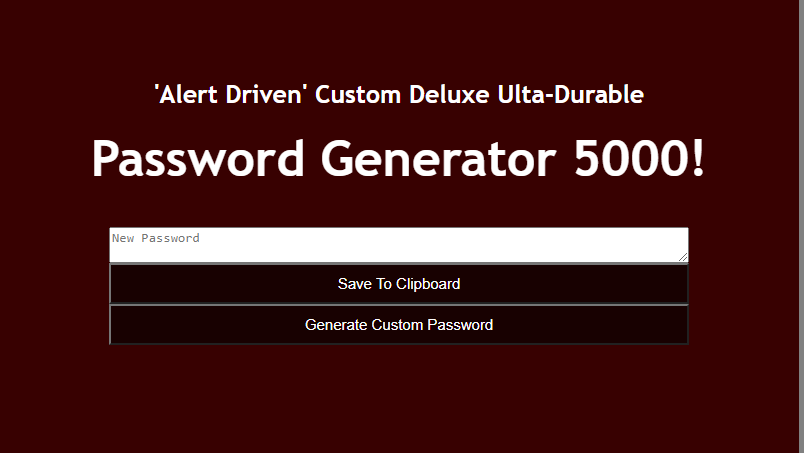 'Alert Driven' Custom Deluxe Ulta-Durable
Password Generator 5000!
New Password
Save To Clipboard
Generate Custom Password